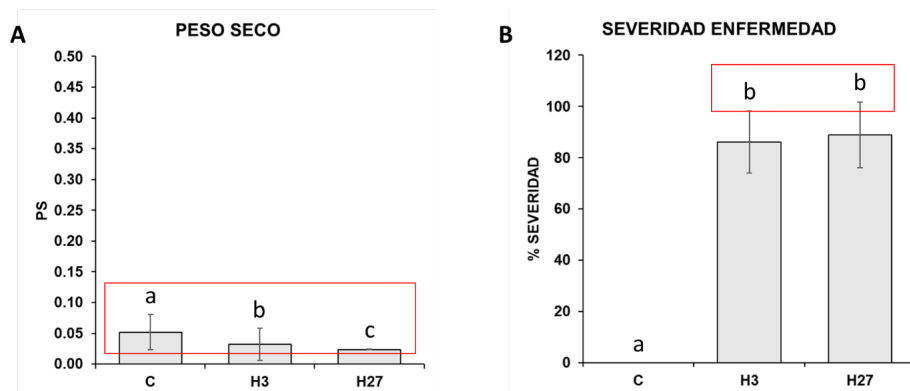 A
PESO SECO
0.50
0.45
0.40
0.35
0.30
0.25
0.20
0.15
0.10
0.05
0.00
PS
a
b
c
C
H3
H27
B
SEVERIDAD ENFERMEDAD
120
100
80
60
40
20
0
% SEVERIDAD
a
b
b
C
H3
H27